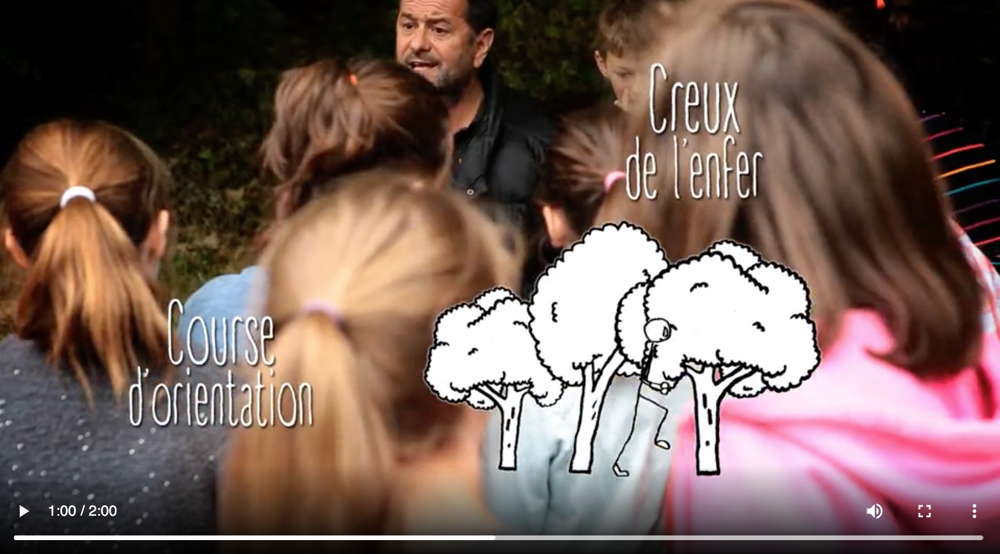 Creux
de l'enfer
Course
d'orientation
1:00 / 2:00